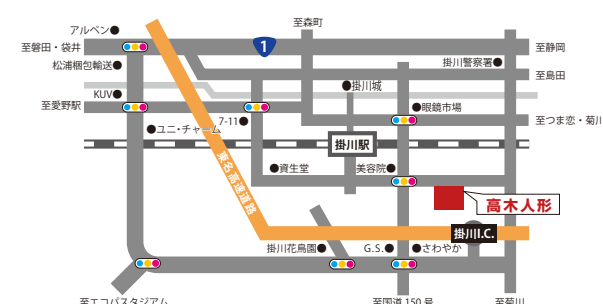 至森町
アルペン
至磐田・袋井
1
至静岡
松浦梱包輸送
掛川警察署
至島田
掛川城
KUV
至愛野駅
7-11
眼鏡市場
至つま恋・菊川
ユニ・チャーム
掛川駅
東名高速道路
資生堂
美容院
高木人形
掛川I.C.
掛川花鳥園
G.S.
さわやか
至エコパスタジアム
至国道150号
至菊川